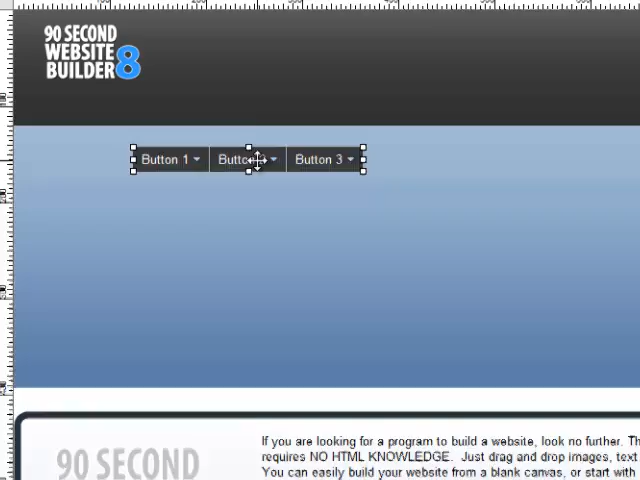 90 SECOND
WEBSITE
BUILDER 8
Button 1
Button 3
If you are looking for a program to build a website, look no further.
requires NO HTML KNOWLEDGE. Just drag and drop images, text
You can easily build your website from a blank canvas, or start with
90 SECOND